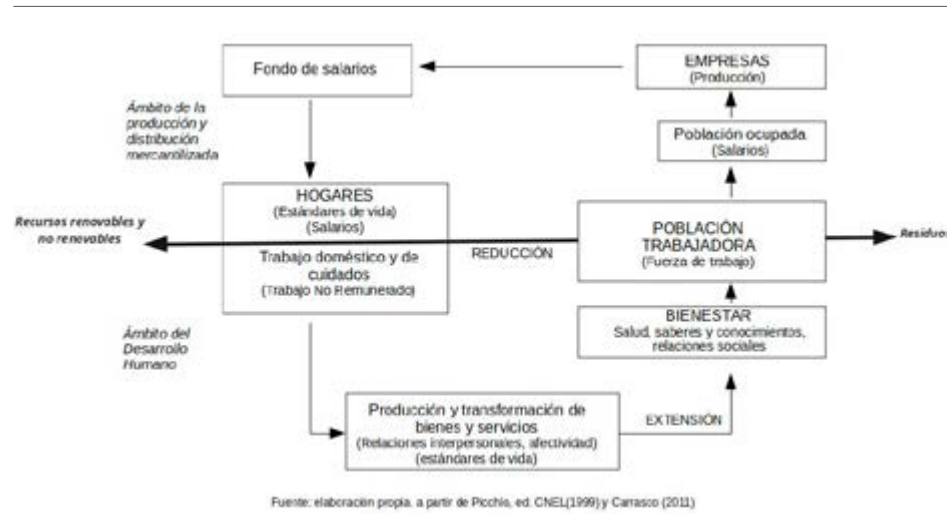 Fondo de salarios
EMPRESAS
(Producción)
Ámbito de la
producción y
distribución
mercantilizada
Población ocupada
(Salarios)
HOGARES
(Estándares de vida)
(Salarios)
Recursos renovables y
no renovables
REDUCCIÓN
POBLACIÓN
TRABAJADORA
(Fuerza de trabajo)
Residuos
Trabajo doméstico y de
cuidados
(Trabajo No Remunerado)
BIENESTAR
Salud, saberes y conocimientos,
relaciones sociales
Ámbito del
Desarrollo
Humano
Producción y transformación de
bienes y servicios
(Relaciones interpersonales, afectividad)
(estándares de vida)
EXTENSIÓN
Fuente: elaboración propia, a partir de Picchio, ed. CNEL(1999) y Carrasco (2011)